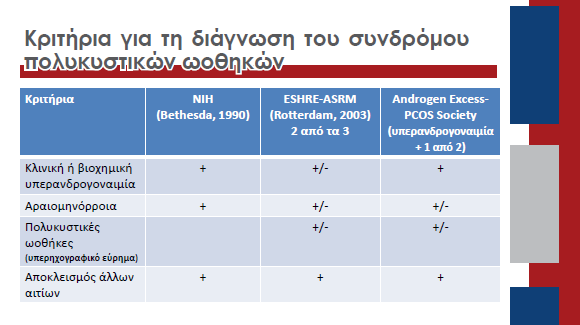 Κριτήρια για τη διάγνωση του συνδρόμου
πολυκυστικών ωοθηκών
Κριτήρια
NIH
(Bethesda, 1990)
ESHRE-ASRM
(Rotterdam, 2003)
2 από τα 3
Androgen Excess-
PCOS Society
(υπερανδρογοναιμία
+ 1 από 2)
Κλινική ή βιοχημική
υπερανδρογοναιμία
+
+/-
+
Αραιομηνόρροια
+
+/-
+/-
Πολυκυστικές
ωοθήκες
(υπερηχογραφικό εύρημα)
+/-
+/-
Αποκλεισμός άλλων
αιτίων
+
+
+